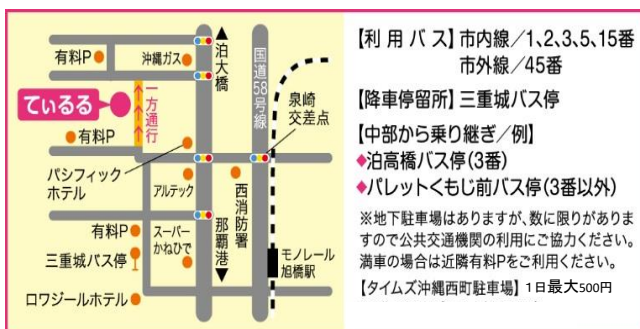 有料P
沖縄ガス
▲泊大橋
国道58号線
泉崎
交差点
ているる
一方通行
有料P
パシフィック
ホテル
アルテック
西消防署
有料P
スーパー
かねひで
那覇港▼
三重城バス停
モノレール
旭橋駅
ロワジールホテル
【利用バス】市内線／1、2、3、5、15番
市外線／45番
【降車停留所】三重城バス停
【中部から乗り継ぎ／例】
◆泊高橋バス停(3番)
◆パレットくもじ前バス停(3番以外)
※地下駐車場はありますが、数に限りがありま
すので公共交通機関の利用にご協力ください。
満車の場合は近隣有料Pをご利用ください。
【タイムズ沖縄西町駐車場】1日最大500円